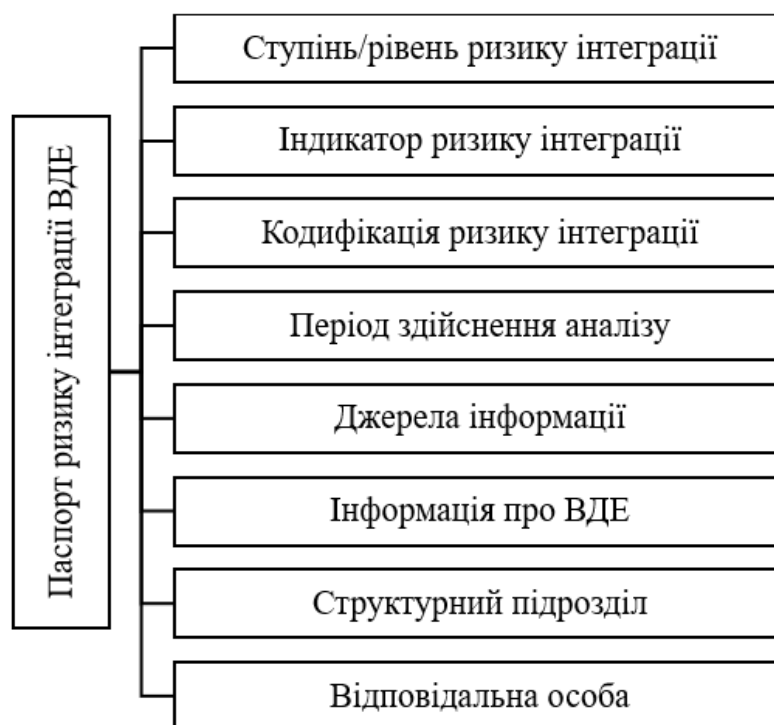 Паспорт ризику інтеграції ВДЕ
Ступінь/рівень ризику інтеграції
Індикатор ризику інтеграції
Кодифікація ризику інтеграції
Період здійснення аналізу
Джерела інформації
Інформація про ВДЕ
Структурний підрозділ
Відповідальна особа